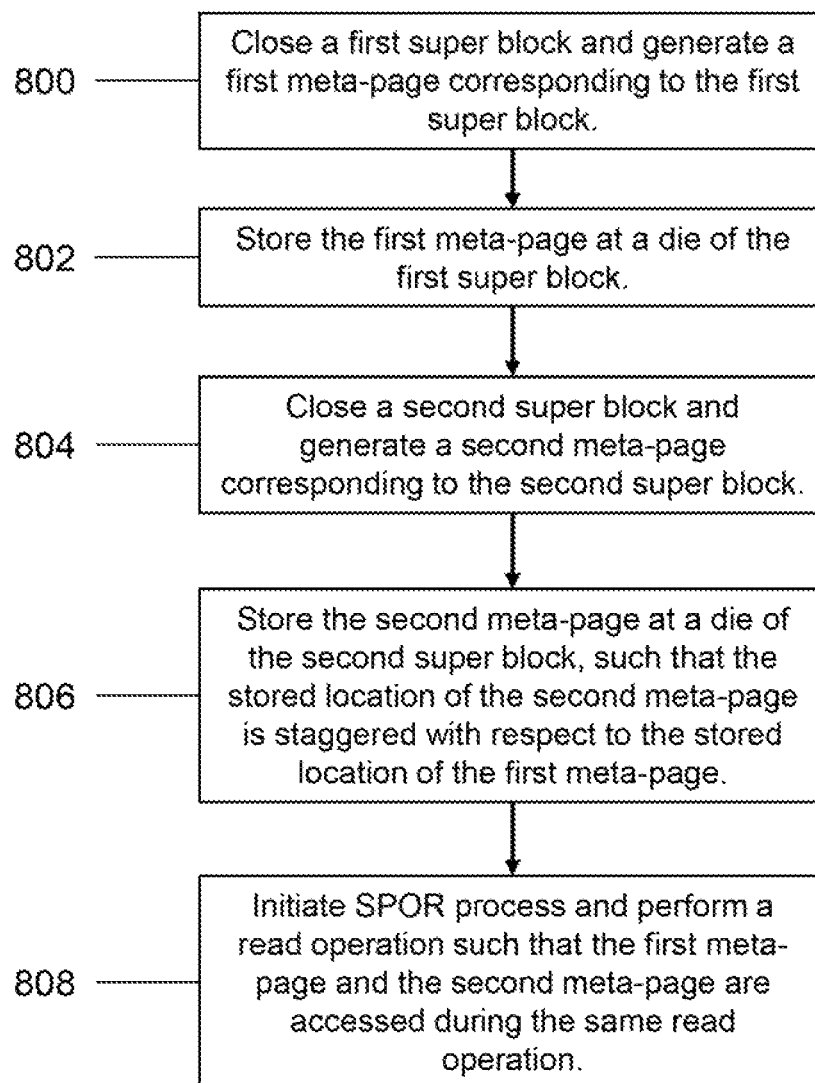 800
Close a first super block and generate a
first meta-page corresponding to the first
super block.
802
Store the first meta-page at a die of the
first super block.
804
Close a second super block and
generate a second meta-page
corresponding to the second super block.
806
Store the second meta-page at a die of
the second super block, such that the
stored location of the second meta-page
is staggered with respect to the stored
location of the first meta-page.
808
Initiate SPOR process and perform a
read operation such that the first meta-
page and the second meta-page are
accessed during the same read
operation.